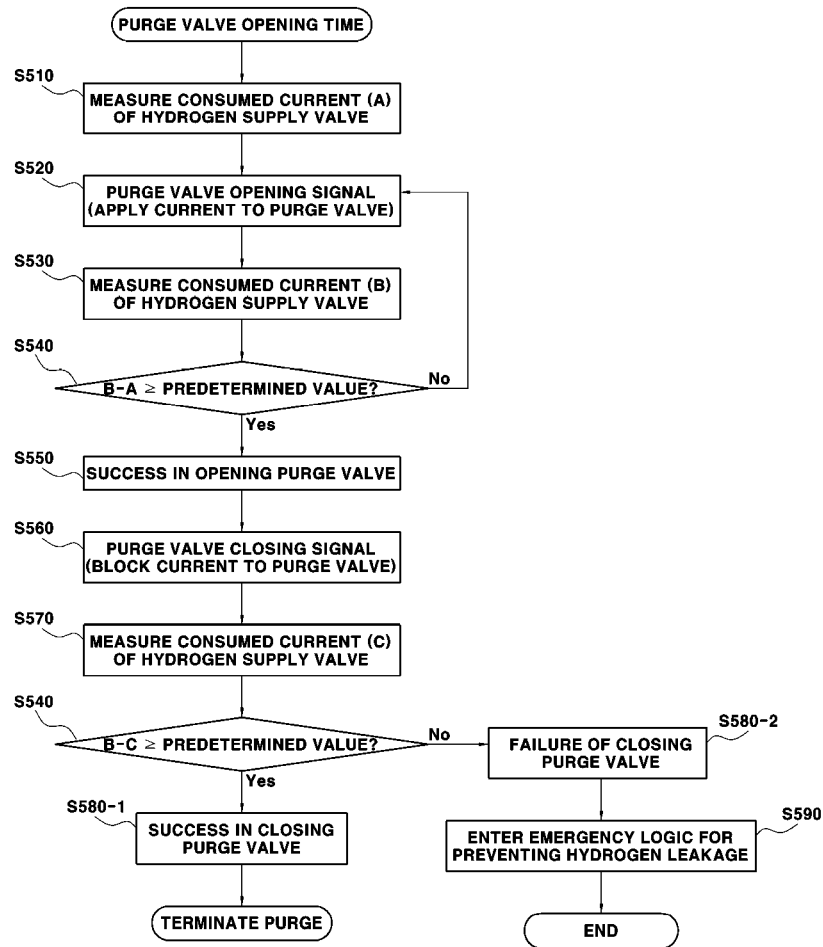 PURGE VALVE OPENING TIME
S510
MEASURE CONSUMED CURRENT (A)
OF HYDROGEN SUPPLY VALVE
S520
PURGE VALVE OPENING SIGNAL
(APPLY CURRENT TO PURGE VALVE)
S530
MEASURE CONSUMED CURRENT (B)
OF HYDROGEN SUPPLY VALVE
S540
B-A ≥ PREDETERMINED VALUE?
No
Yes
S550
SUCCESS IN OPENING PURGE VALVE
S560
PURGE VALVE CLOSING SIGNAL
(BLOCK CURRENT TO PURGE VALVE)
S570
MEASURE CONSUMED CURRENT (C)
OF HYDROGEN SUPPLY VALVE
S540
B-C ≥ PREDETERMINED VALUE?
No
Yes
S580-2
FAILURE OF CLOSING
PURGE VALVE
S580-1
SUCCESS IN CLOSING
PURGE VALVE
S590
ENTER EMERGENCY LOGIC FOR
PREVENTING HYDROGEN LEAKAGE
TERMINATE PURGE
END